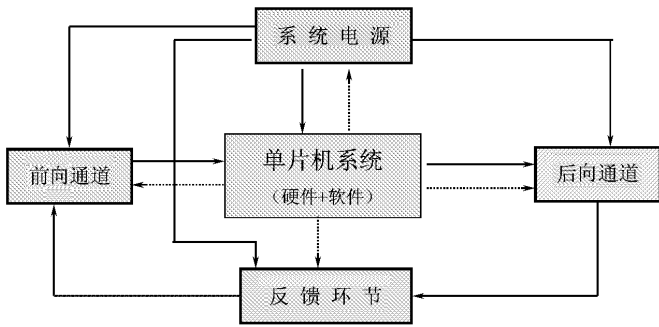 系统电源
单片机系统
（硬件+软件）
前向通道
后向通道
反馈环节